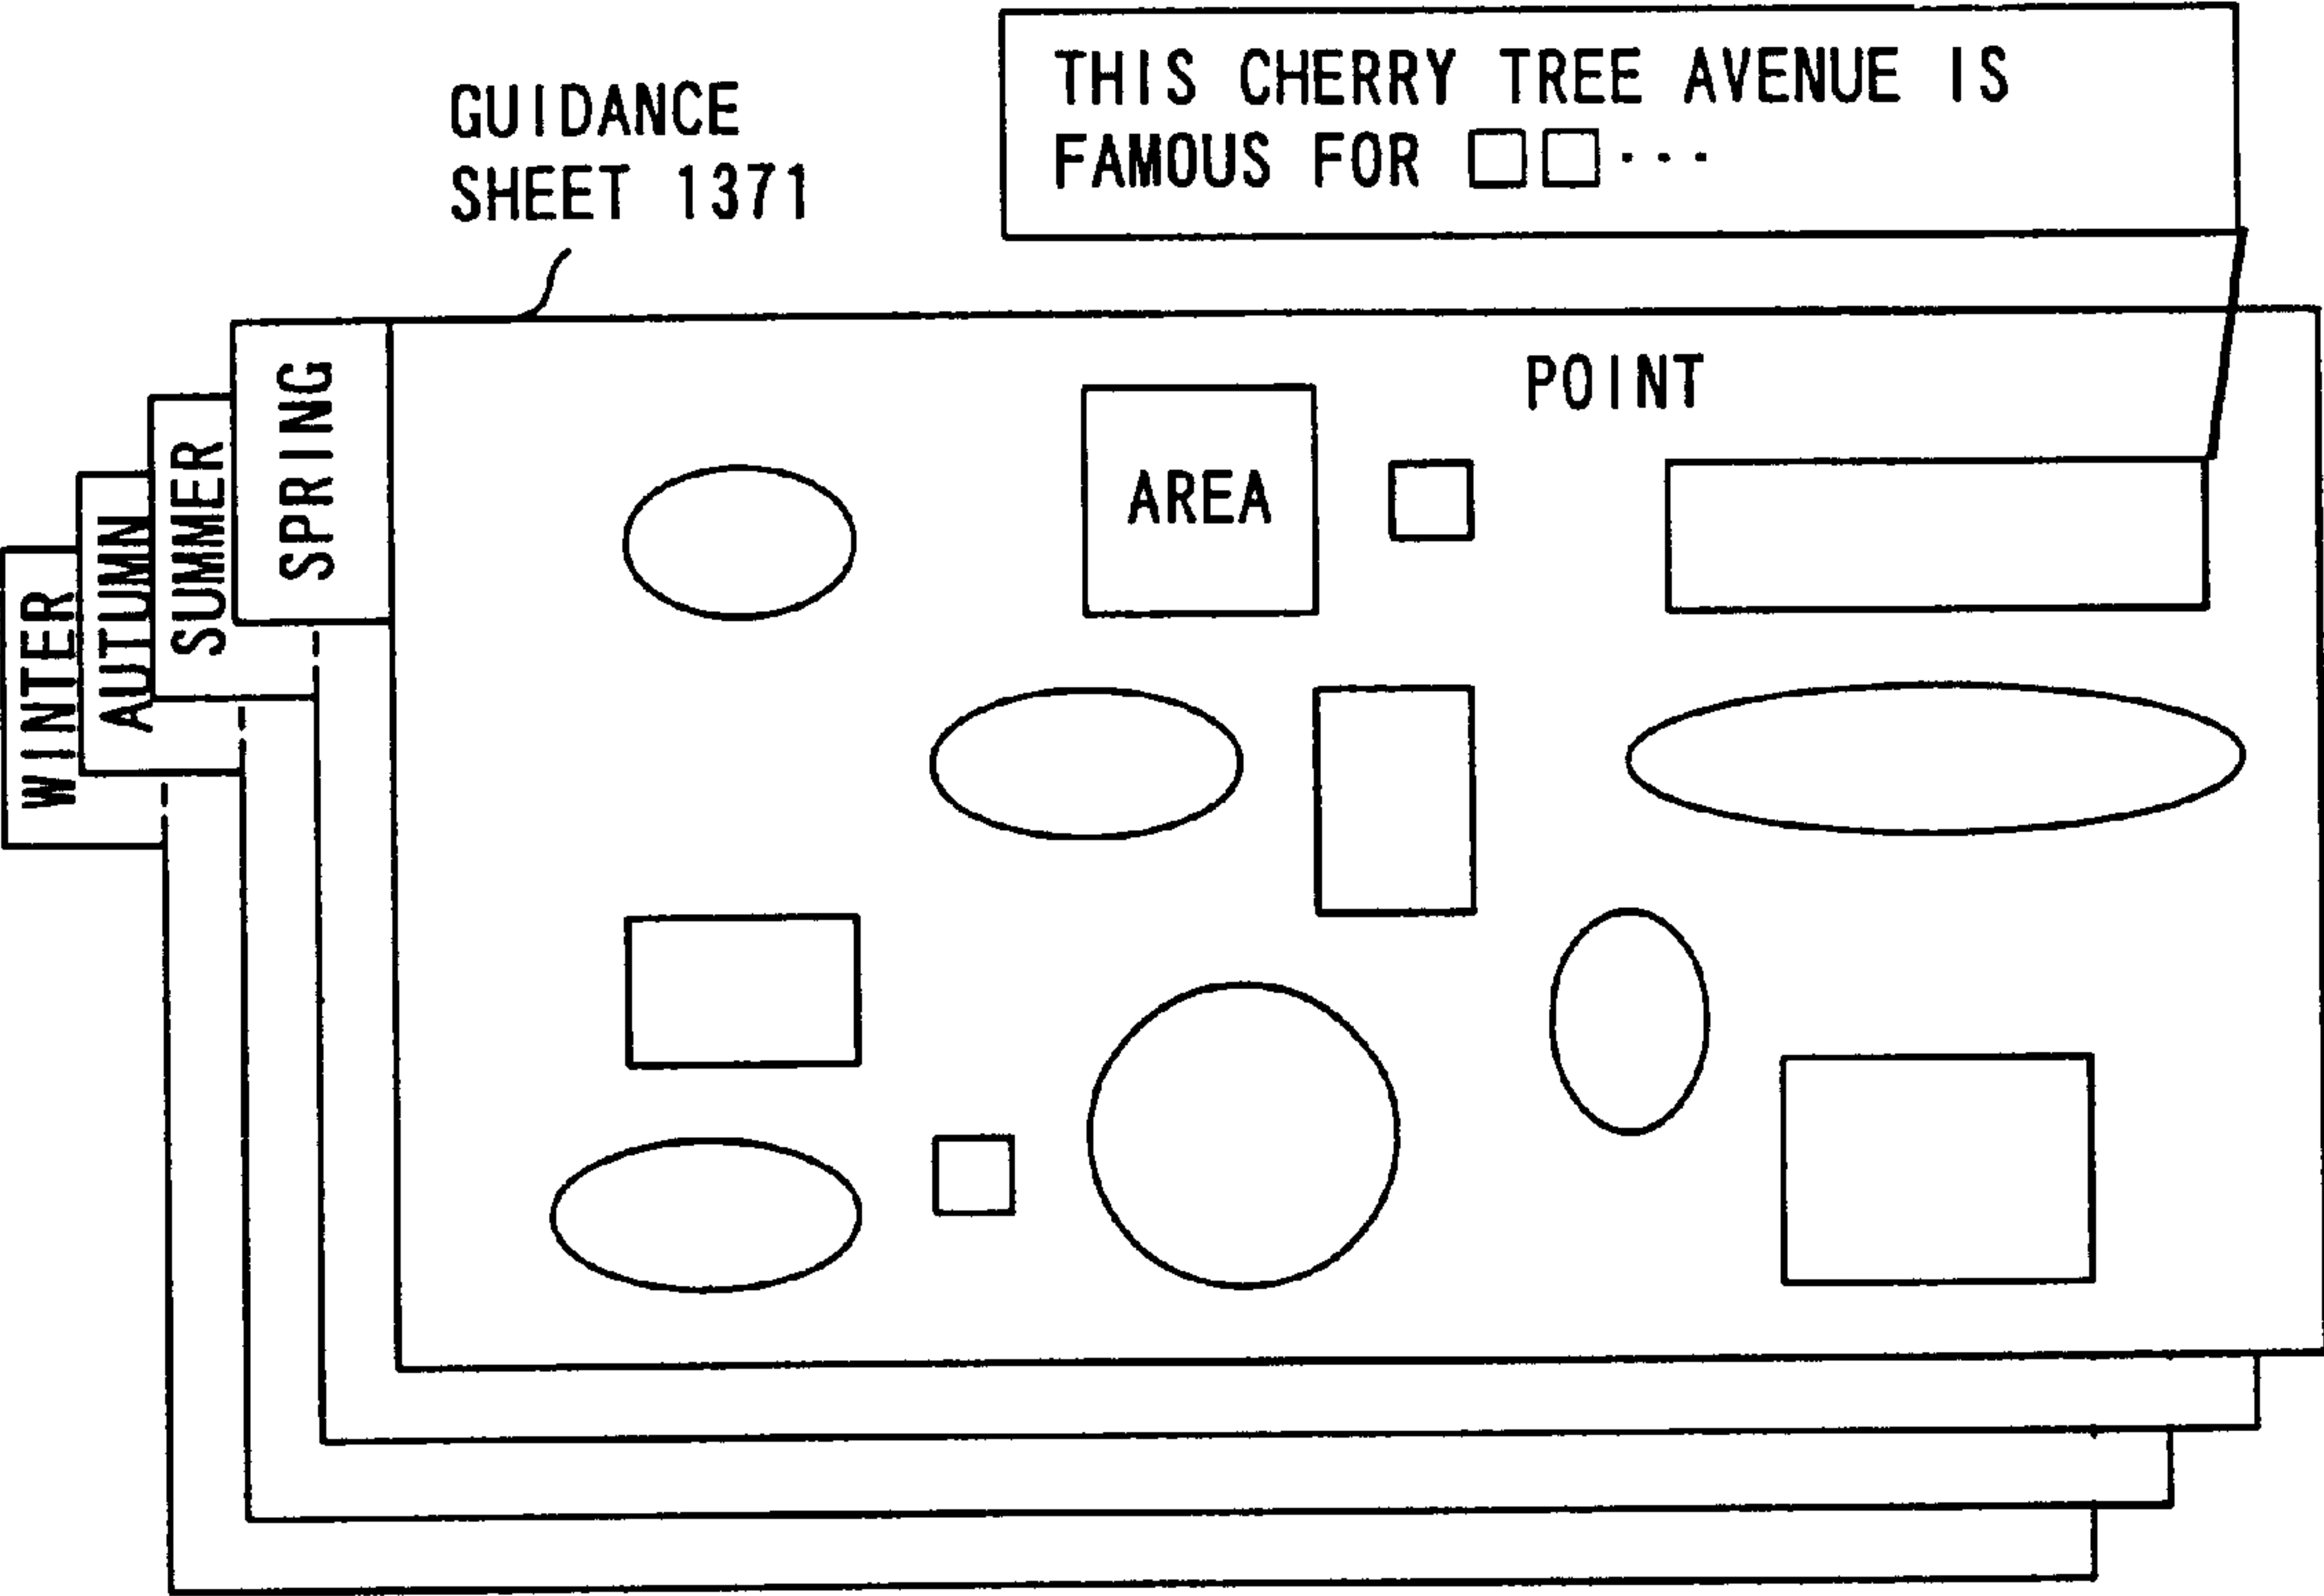 THIS CHERRY TREE AVENUE IS
FAMOUS FOR □□...
GUIDANCE
SHEET 1371
SPRING
SUMMER
AUTUMN
WINTER
POINT
AREA